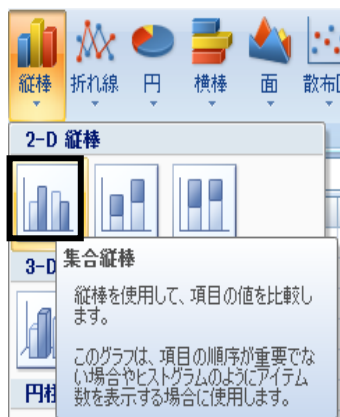 縦棒 折れ線 円 横棒 面 散布
2-D 縦棒
3-D
集合縦棒
縦棒を使用して、項目の値を比較し
ます。
このグラフは、項目の順序が重要でな
い場合やヒストグラムのようにアイテム
数を表示する場合に使用します。
円柱